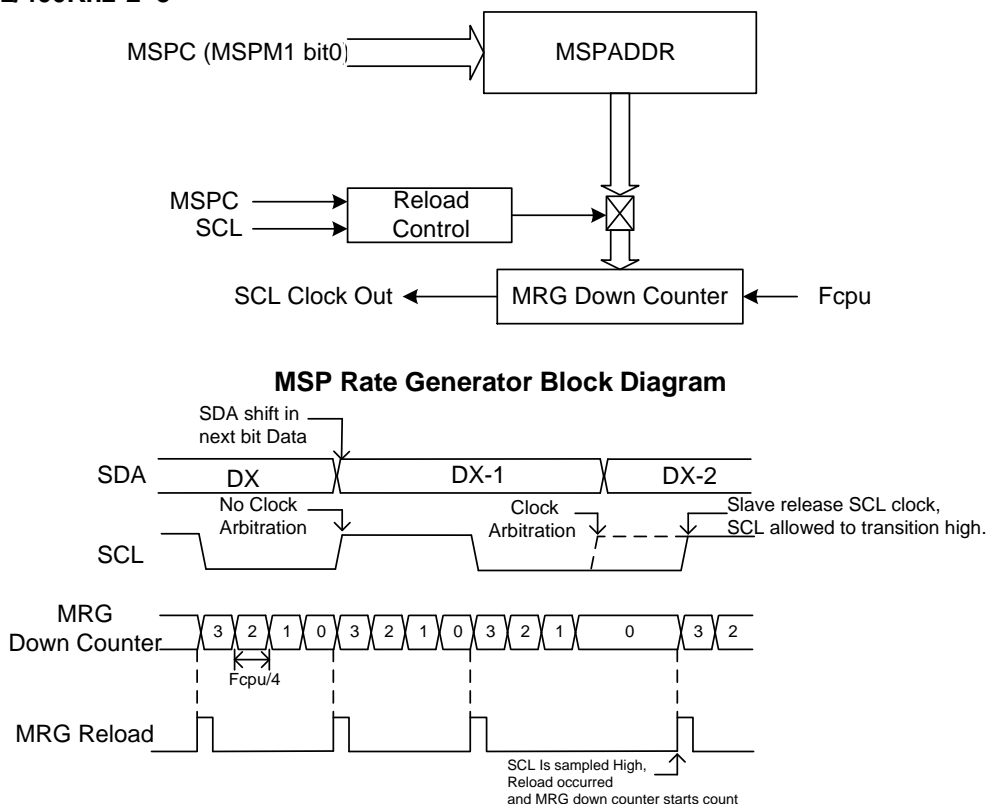 MSPC (MSPM1 bit0)
MSPADDR
MSPC
SCL
Reload
Control
SCL Clock Out
MRG Down Counter
Fcpu
MSP Rate Generator Block Diagram
SDA shift in
next bit Data
SDA
DX
DX-1
DX-2
No Clock
Arbitration
Clock
Arbitration
Slave release SCL clock,
SCL allowed to transition high.
SCL
MRG
Down Counter
3 2 1 0 3 2 1 0 3 2 1 0 3 2
Fcpu/4
MRG Reload
SCL Is sampled High,
Reload occurred
and MRG down counter starts count